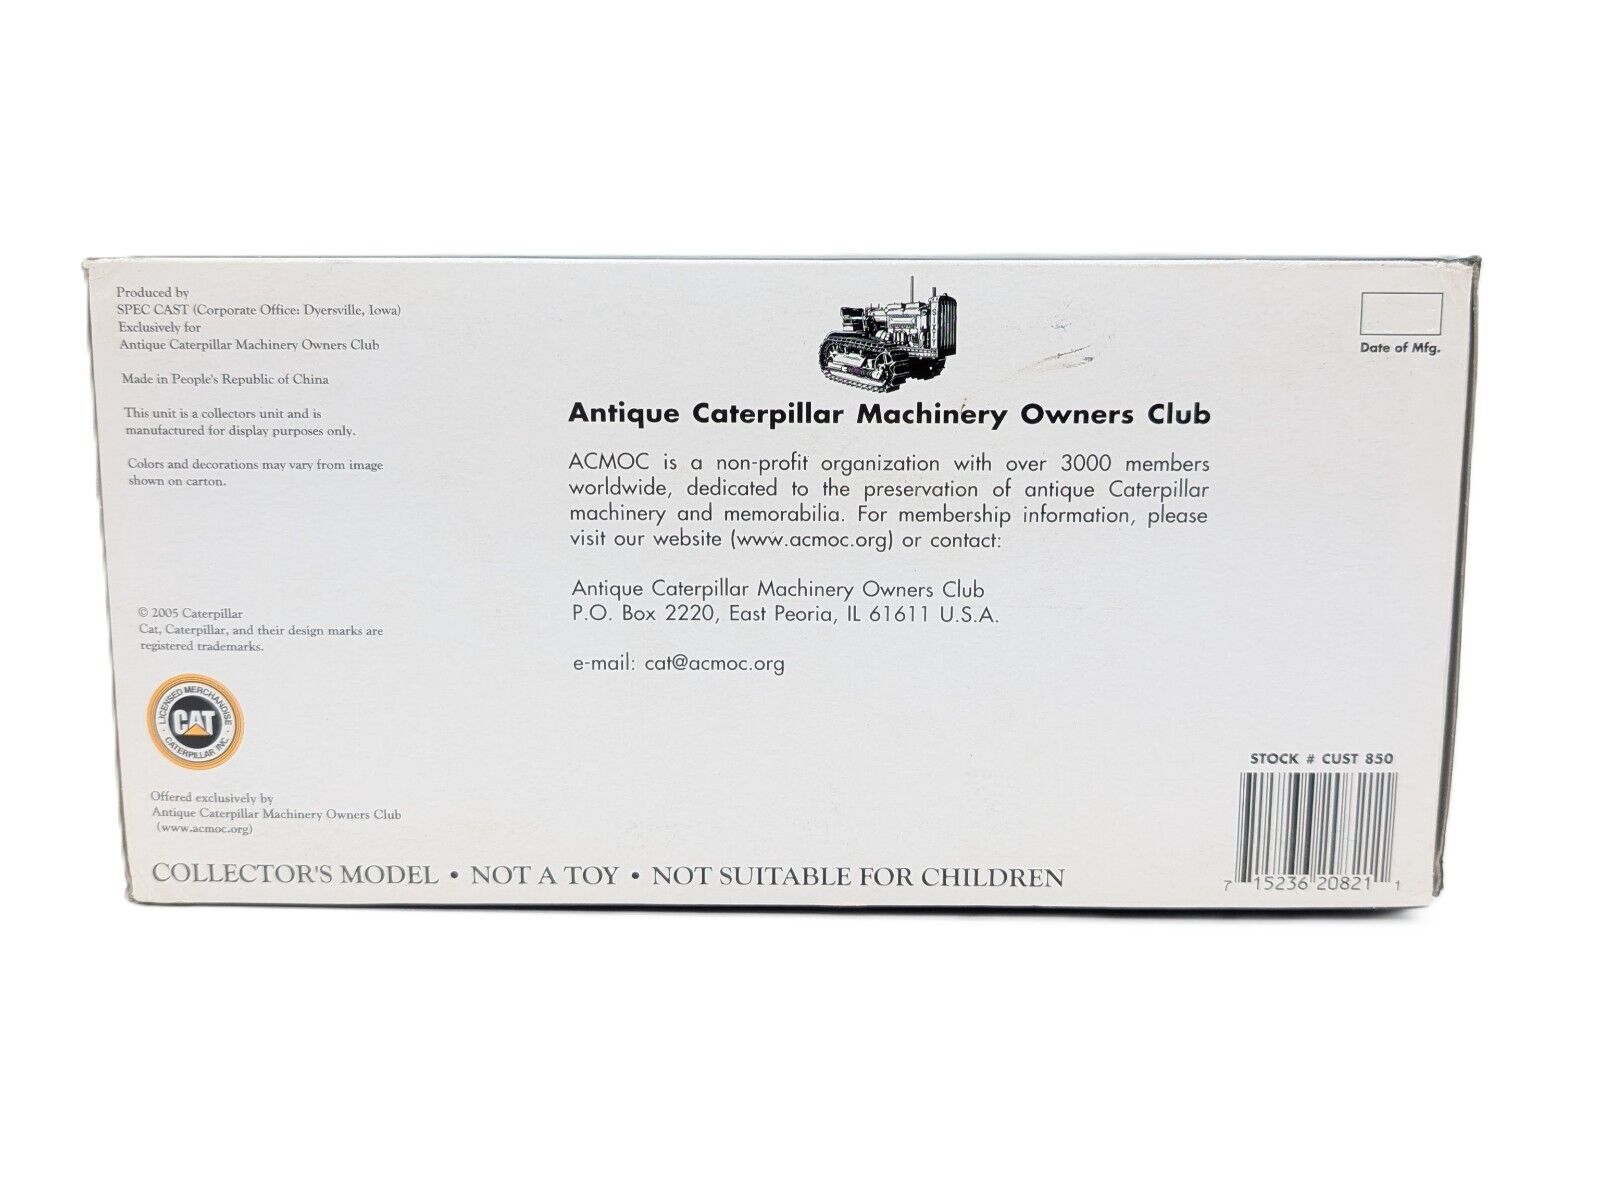 Produced by
SPEC CAST (Corporate Office: Dyersville, Iowa)
Exclusively for
Antique Caterpillar Machinery Owners Club
Made in People's Republic of China
This unit is a collectors unit and is
manufactured for display purposes only.
Colors and decorations may vary from image
shown on carton.
© 2005 Caterpillar
Cat, Caterpillar, and their design marks are
registered trademarks.
LICENSED MERCHANDISE
CAT
CATERPILLAR INC.
Offered exclusively by
Antique Caterpillar Machinery Owners Club
(www.acmoc.org)
COLLECTOR'S MODEL • NOT A TOY • NOT SUITABLE FOR CHILDREN
Antique Caterpillar Machinery Owners Club
ACMOC is a non-profit organization with over 3000 members
worldwide, dedicated to the preservation of antique Caterpillar
machinery and memorabilia. For membership information, please
visit our website (www.acmoc.org) or contact:
Antique Caterpillar Machinery Owners Club
P.O. Box 2220, East Peoria, IL 61611 U.S.A.
e-mail: cat@acmoc.org
Date of Mfg.
STOCK # CUST 850
7 15236 20821 1